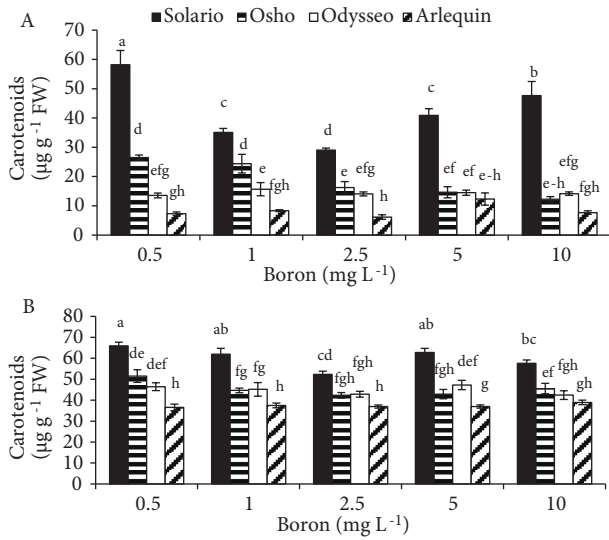 A
Solario Osho Odysseo Arlequin
70
60
50
40
30
20
10
0
Carotenoids
(µg g -1 FW)
a
d
efg
gh
c
d
e
fgh
d
e
efg
h
c
ef
ef
e-h
b
e-h
efg
fgh
0.5 1 2.5 5 10
Boron (mg L-1)
B
80
70
60
50
40
30
20
10
0
Carotenoids
(µg g -1 FW)
a
de
def
h
ab
fg
fg
h
cd
fgh
fgh
h
ab
fgh
def
g
bc
ef
fgh
gh
0.5 1 2.5 5 10
Boron (mg L-1)